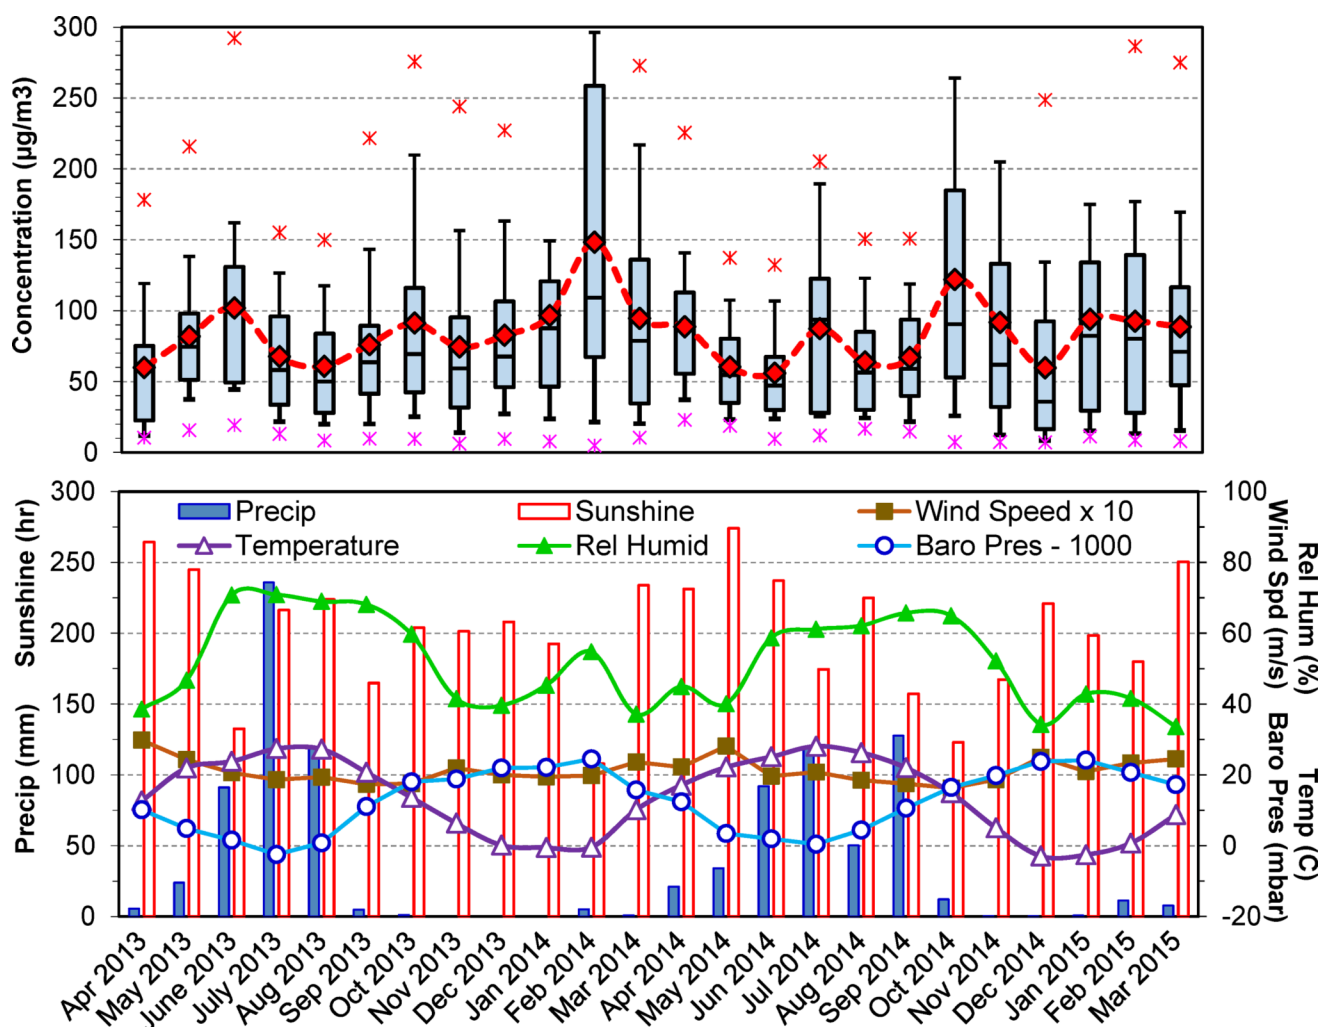 Concentration (µg/m3)
300
250
200
150
100
50
0
Precip (mm) Sunshine (hr)
300
250
200
150
100
50
0
Precip
Sunshine
Wind Speed x 10
Temperature
Rel Humid
Baro Pres - 1000
100
80
60
40
20
0
-20
Baro Pres (mbar) Wind Spd (m/s)
Temp (C) Rel Hum (%)
Apr 2013
May 2013
June 2013
July 2013
Aug 2013
Sep 2013
Oct 2013
Nov 2013
Dec 2013
Jan 2014
Feb 2014
Mar 2014
Apr 2014
May 2014
Jun 2014
Jul 2014
Aug 2014
Sep 2014
Oct 2014
Nov 2014
Dec 2014
Jan 2015
Feb 2015
Mar 2015